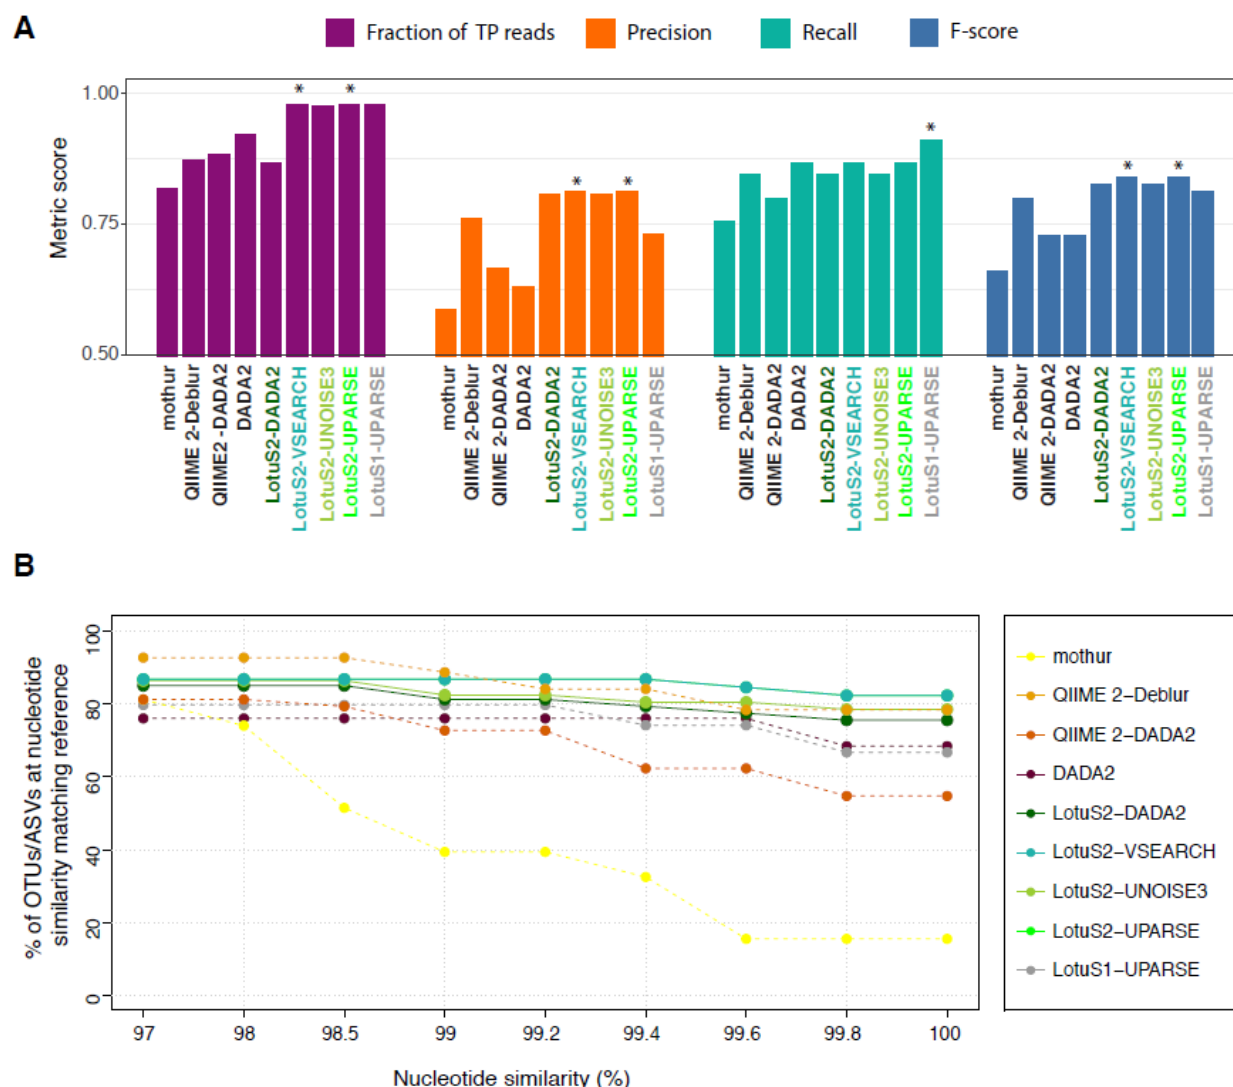 A
Fraction of TP reads Precision Recall F-score
Metric score
1.00
0.75
0.50
* * * * * * *
mothur
QIIME 2-Deblur
QIIME2 -DADA2
DADA2
LotuS2-DADA2
LotuS2-VSEARCH
LotuS2-UNOISE3
LotuS2-UPARSE
LotuS1-UPARSE
mothur
QIIME 2-Deblur
QIIME 2-DADA2
DADA2
LotuS2-DADA2
LotuS2-VSEARCH
LotuS2-UNOISE3
LotuS2-UPARSE
LotuS1-UPARSE
mothur
QIIME 2-Deblur
QIIME 2-DADA2
DADA2
LotuS2-DADA2
LotuS2-VSEARCH
LotuS2-UNOISE3
LotuS2-UPARSE
LotuS1-UPARSE
mothur
QIIME 2-Deblur
QIIME 2-DADA2
DADA2
LotuS2-DADA2
LotuS2-VSEARCH
LotuS2-UNOISE3
LotuS2-UPARSE
LotuS1-UPARSE
B
% of OTUs/ASVs at nucleotide
similarity matching reference
100
80
60
40
20
0
97 98 98.5 99 99.2 99.4 99.6 99.8 100
Nucleotide similarity (%)
mothur
QIIME 2–Deblur
QIIME 2–DADA2
DADA2
LotuS2–DADA2
LotuS2–VSEARCH
LotuS2–UNOISE3
LotuS2–UPARSE
LotuS1–UPARSE